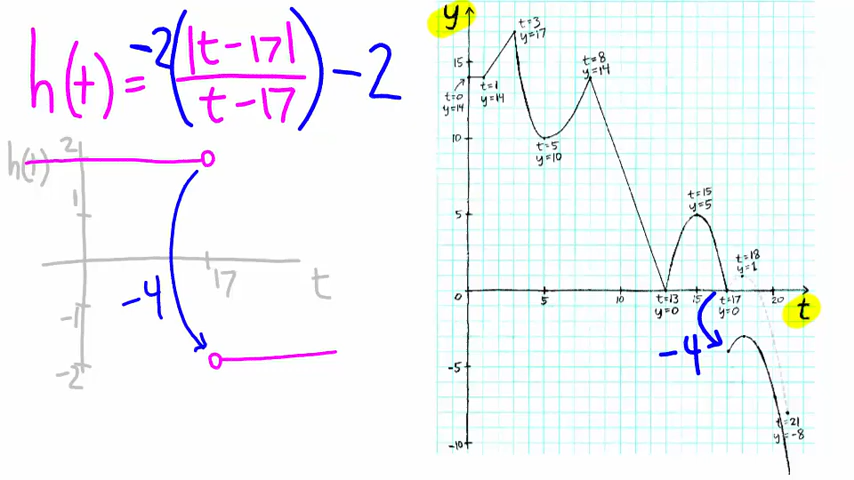 h(t) = -2(|t-17|/t-17) - 2
h(t)
2
1
-1
-2
17
t
-4
y
t
15
10
5
0
-5
-10
5
10
15
20
t=0
y=14
t=1
y=14
t=3
y=17
t=5
y=10
t=8
y=14
t=13
y=0
t=15
y=5
t=17
y=0
t=18
y=1
-4
t=21
y=-8